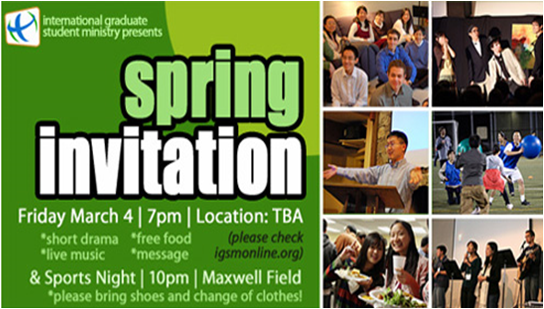 international graduate
student ministry presents
spring
invitation
Friday March 4 | 7pm | Location: TBA
*short drama *free food (please check
*live music *message igsmonline.org)
& Sports Night | 10pm | Maxwell Field
*please bring shoes and change of clothes!